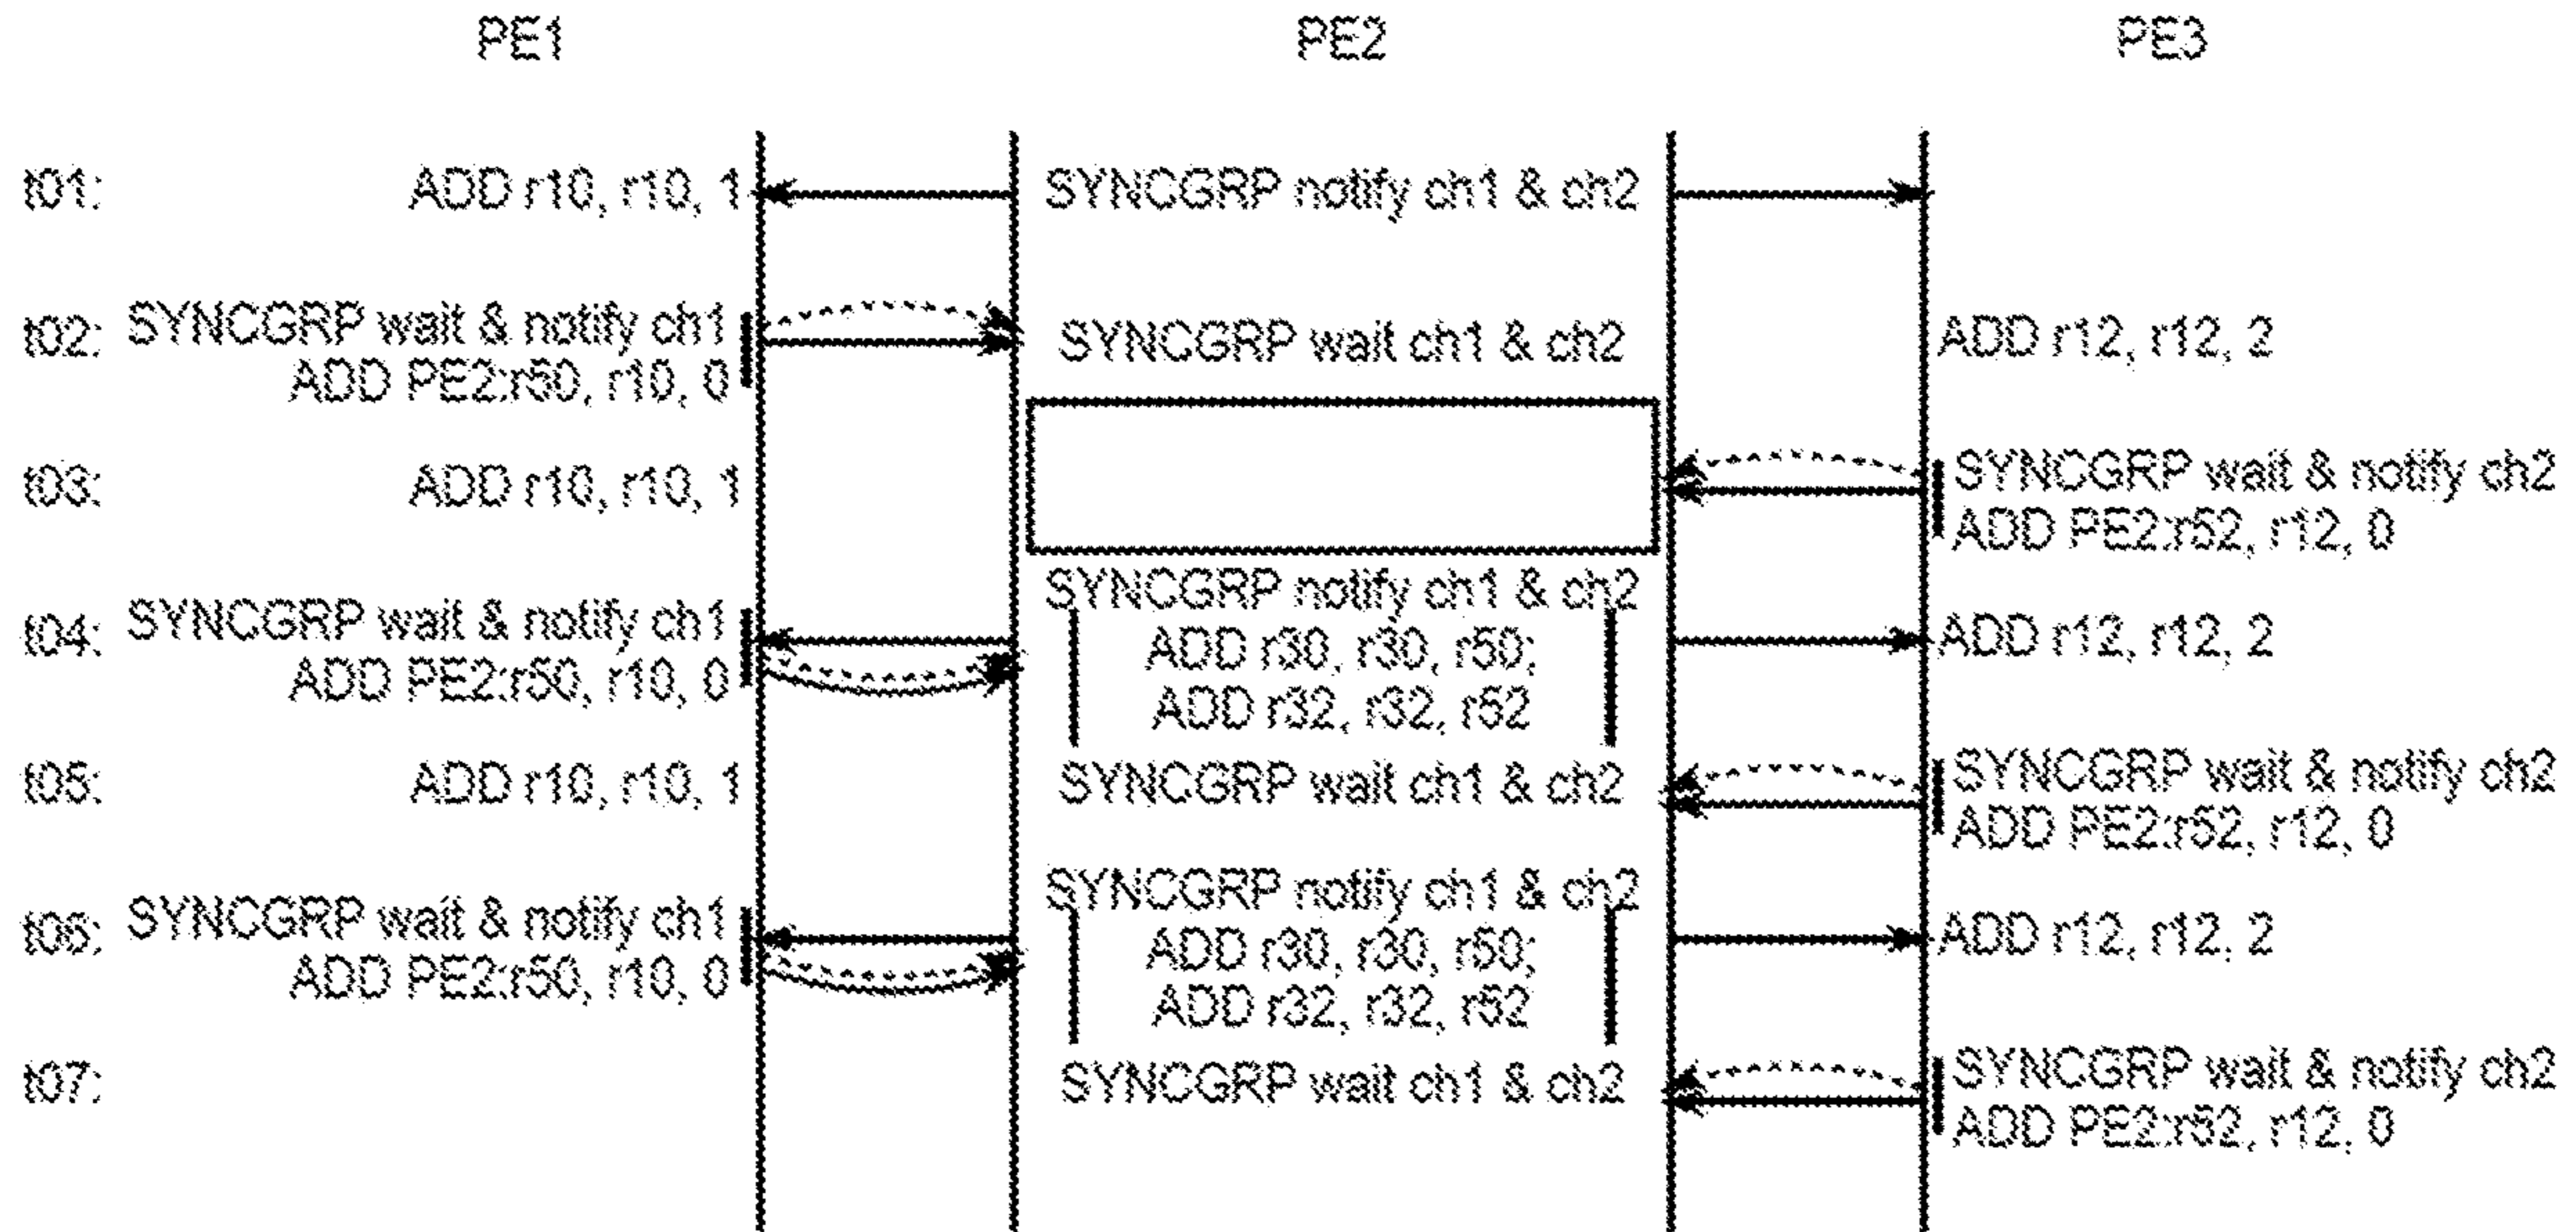 PE1 PE2 PE3
t01: ADD r10, r10, 1 SYNCGRP notify ch1 & ch2
t02: SYNCGRP wait & notify ch1 SYNCGRP wait ch1 & ch2 ADD r12, r12, 2
ADD PE2:r50, r10, 0
t03: ADD r10, r10, 1 SYNCGRP wait & notify ch2
ADD PE2:r52, r12, 0
SYNCGRP notify ch1 & ch2
t04: SYNCGRP wait & notify ch1 ADD r30, r30, r50; ADD r12, r12, 2
ADD PE2:r50, r10, 0 ADD r32, r32, r52
t05: ADD r10, r10, 1 SYNCGRP wait ch1 & ch2 SYNCGRP wait & notify ch2
ADD PE2:r52, r12, 0
SYNCGRP notify ch1 & ch2
t06: SYNCGRP wait & notify ch1 ADD r30, r30, r50; ADD r12, r12, 2
ADD PE2:r50, r10, 0 ADD r32, r32, r52
t07: SYNCGRP wait ch1 & ch2 SYNCGRP wait & notify ch2
ADD PE2:r52, r12, 0